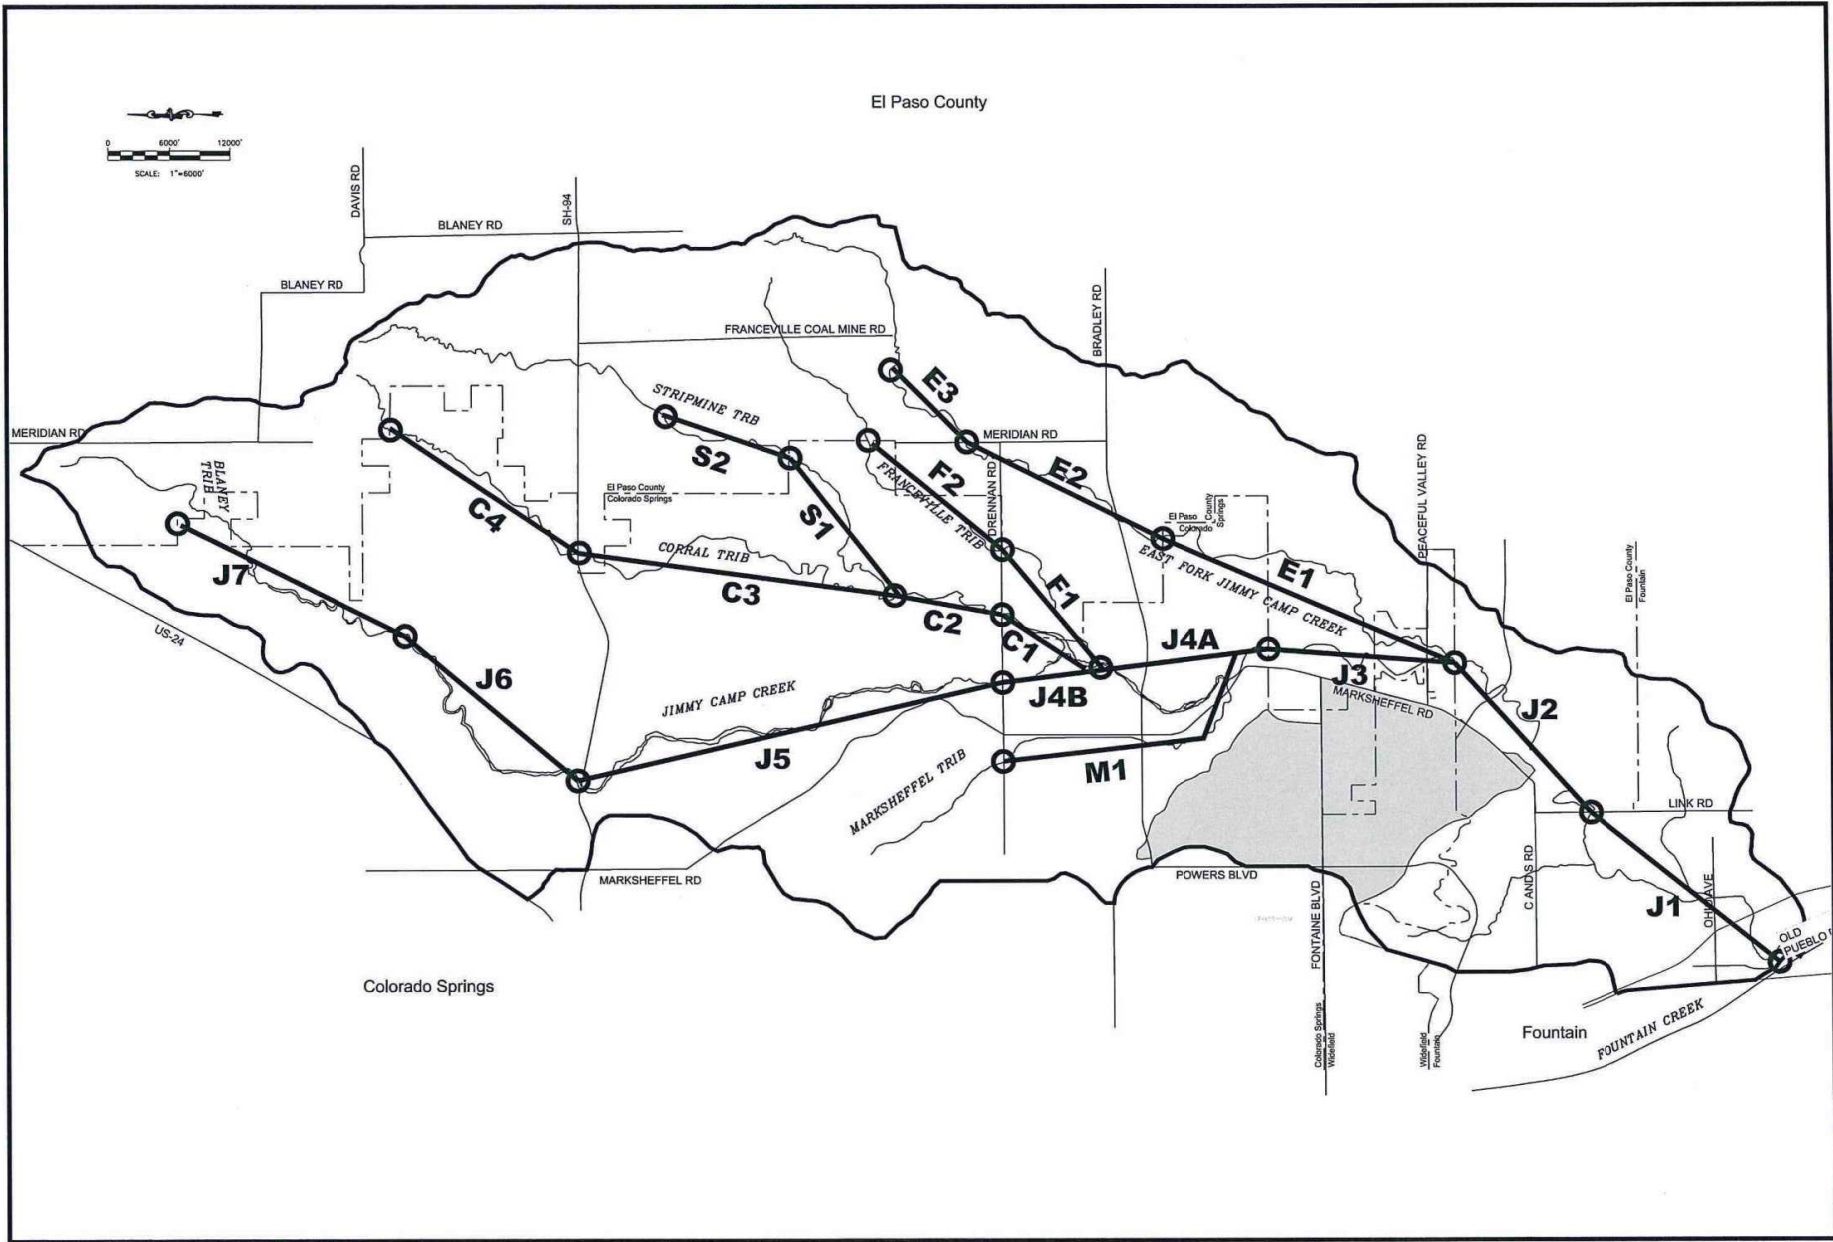 El Paso County
0 6000' 12000'
SCALE: 1"=6000'
DAVIS RD
SH-94
BLANEY RD
BLANEY RD
FRANCEVILLE COAL MINE RD
BRADLEY RD
E3
STRIPMINE TRB
MERIDIAN RD
MERIDIAN RD
S2
F2
E2
BLANEY
TRIB
FRANCEVILLE TRIB
DRENNAN RD
PEACEFUL VALLEY RD
C4
El Paso County
Colorado Springs
S1
El Paso County
Colorado Springs
CORRAL TRIB
EAST FORK JIMMY CAMP CREEK
E1
El Paso County
Fountain
J7
C3
C2
F1
US-24
C1
J4A
J3
J6
JIMMY CAMP CREEK
J4B
MARKSHEFFEL RD
J2
J5
MARKSHEFFEL TRIB
M1
LINK RD
MARKSHEFFEL RD
POWERS BLVD
FONTAINE BLVD
C AND S RD
J1
OHIO AVE
OLD
PUEBLO
Colorado Springs
Colorado Springs
Widefield
Widefield
Fountain
Fountain
FOUNTAIN CREEK